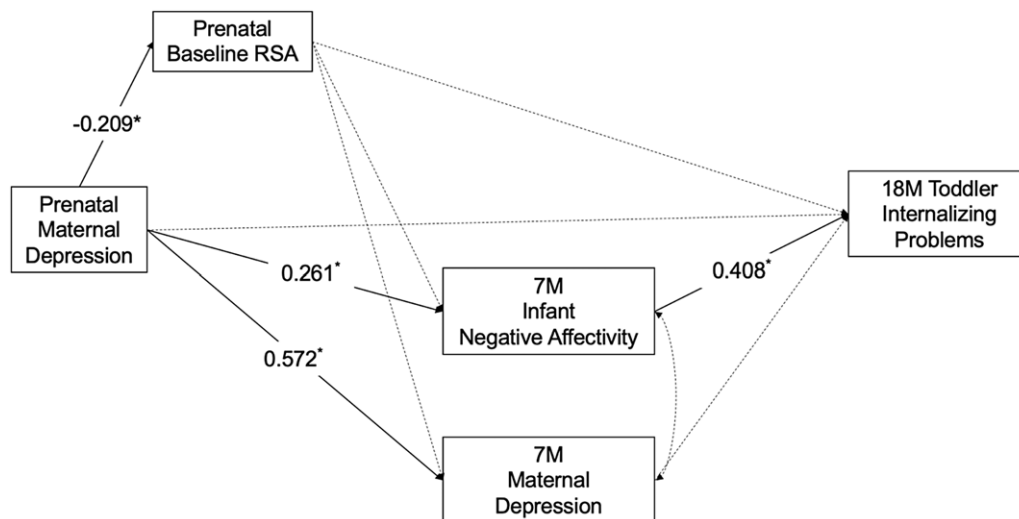 Prenatal
Baseline RSA
-0.209*
Prenatal
Maternal
Depression
18M Toddler
Internalizing
Problems
0.261*
0.408*
7M
Infant
Negative Affectivity
0.572*
7M
Maternal
Depression